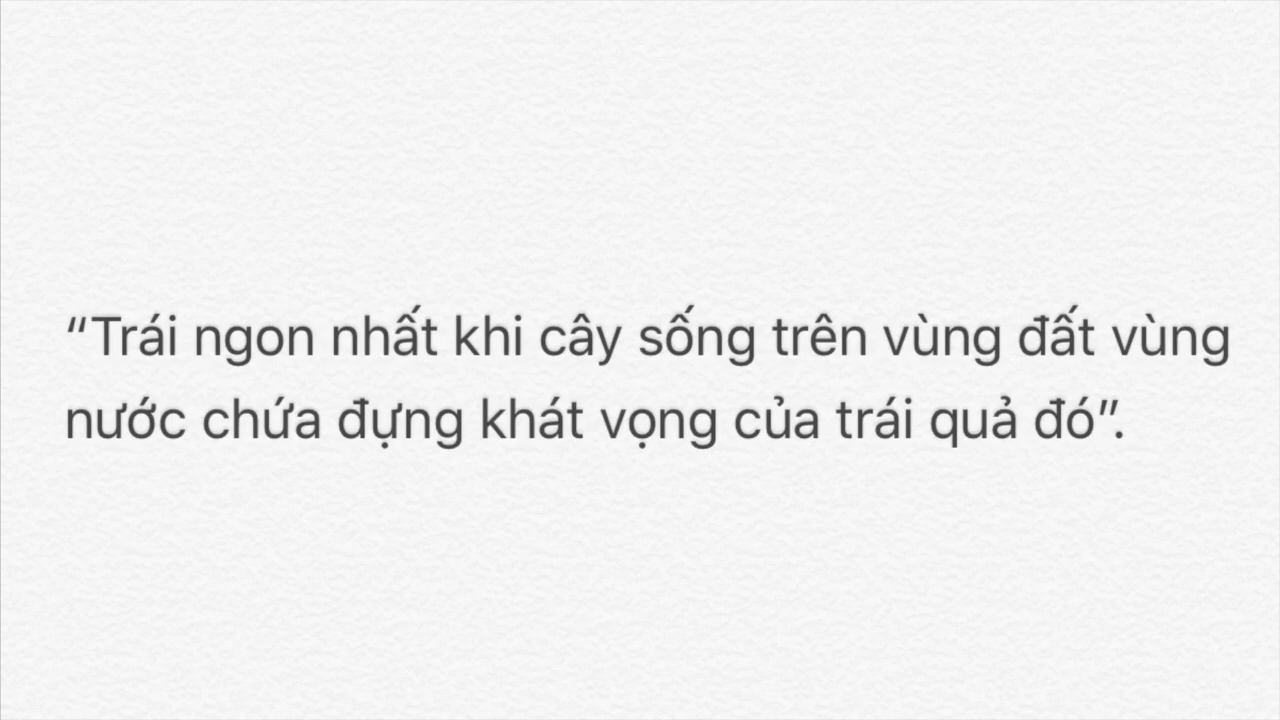 “Trái ngon nhất khi cây sống trên vùng đất vùng
nước chứa đựng khát vọng của trái quả đó”.